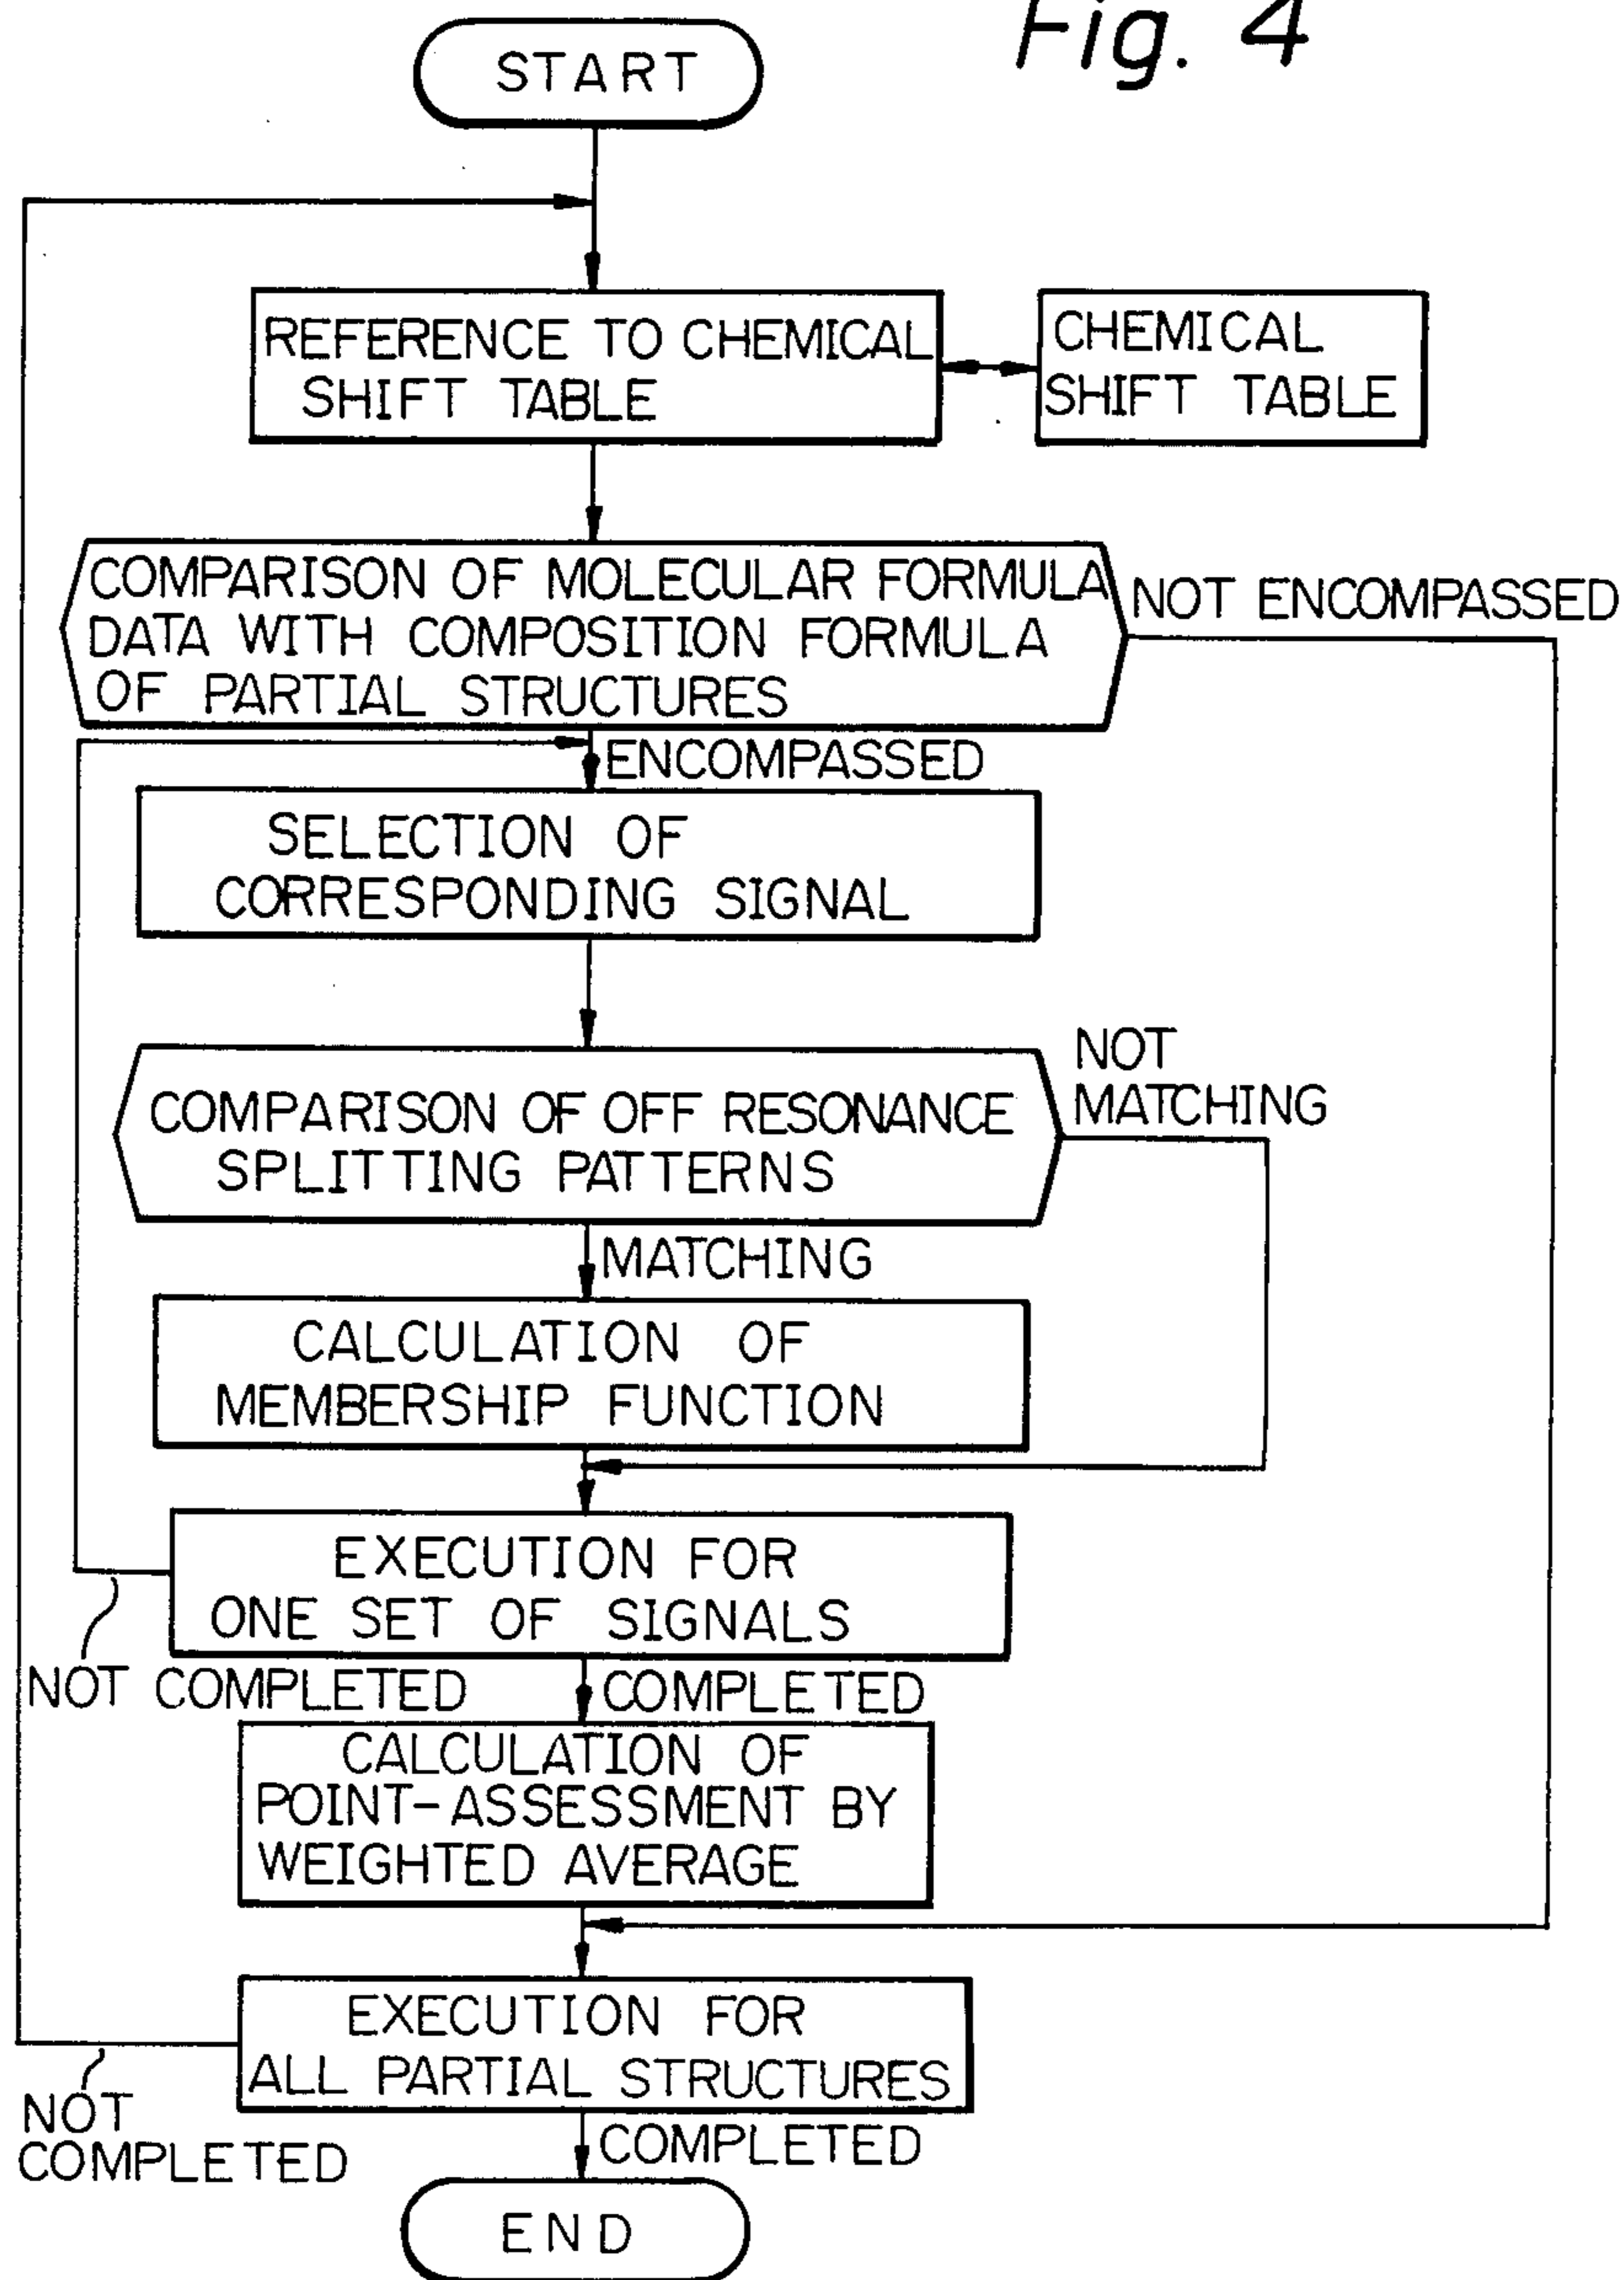 Fig. 4
START
REFERENCE TO CHEMICAL
SHIFT TABLE
CHEMICAL
SHIFT TABLE
COMPARISON OF MOLECULAR FORMULA
DATA WITH COMPOSITION FORMULA
OF PARTIAL STRUCTURES
NOT ENCOMPASSED
ENCOMPASSED
SELECTION OF
CORRESPONDING SIGNAL
COMPARISON OF OFF RESONANCE
SPLITTING PATTERNS
NOT
MATCHING
MATCHING
CALCULATION OF
MEMBERSHIP FUNCTION
EXECUTION FOR
ONE SET OF SIGNALS
NOT COMPLETED
COMPLETED
CALCULATION OF
POINT-ASSESSMENT BY
WEIGHTED AVERAGE
EXECUTION FOR
ALL PARTIAL STRUCTURES
NOT
COMPLETED
COMPLETED
END